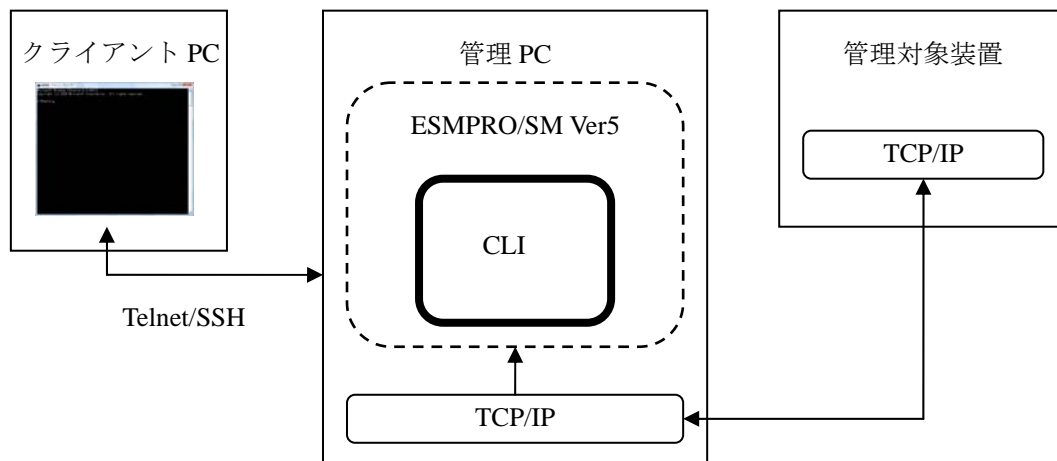 クライアント PC
Telnet/SSH
管理 PC
ESMPRO/SM Ver5
CLI
TCP/IP
管理対象装置
TCP/IP